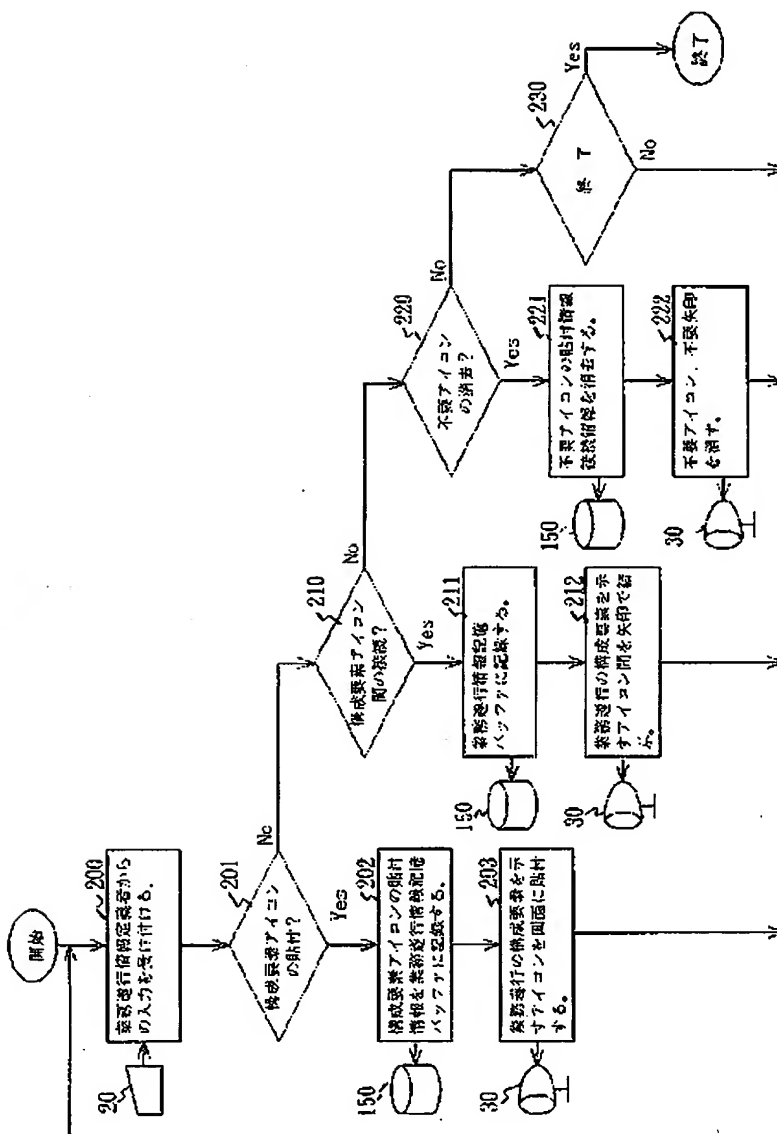 開始
200
業務遂行情報定義者から
の入力を受け付ける。
20
201
構成要素アイコン
の貼付?
No
Yes
202
構成要素アイコンの貼付
情報を業務遂行情報記憶
バッファに記録する。
150
203
業務遂行の構成要素を示
すアイコンを画面に貼付
する。
30
210
構成要素アイコン
間の接続?
No
Yes
211
業務遂行情報記憶
バッファに記録する。
150
212
業務遂行の構成要素を示
すアイコン間を矢印で結
ぶ。
30
220
不要アイコン
の消去?
No
Yes
221
不要アイコンの貼付情報
接続情報を消去する。
150
222
不要アイコン、不要矢印
を消す。
30
230
終了
Yes
No
終了